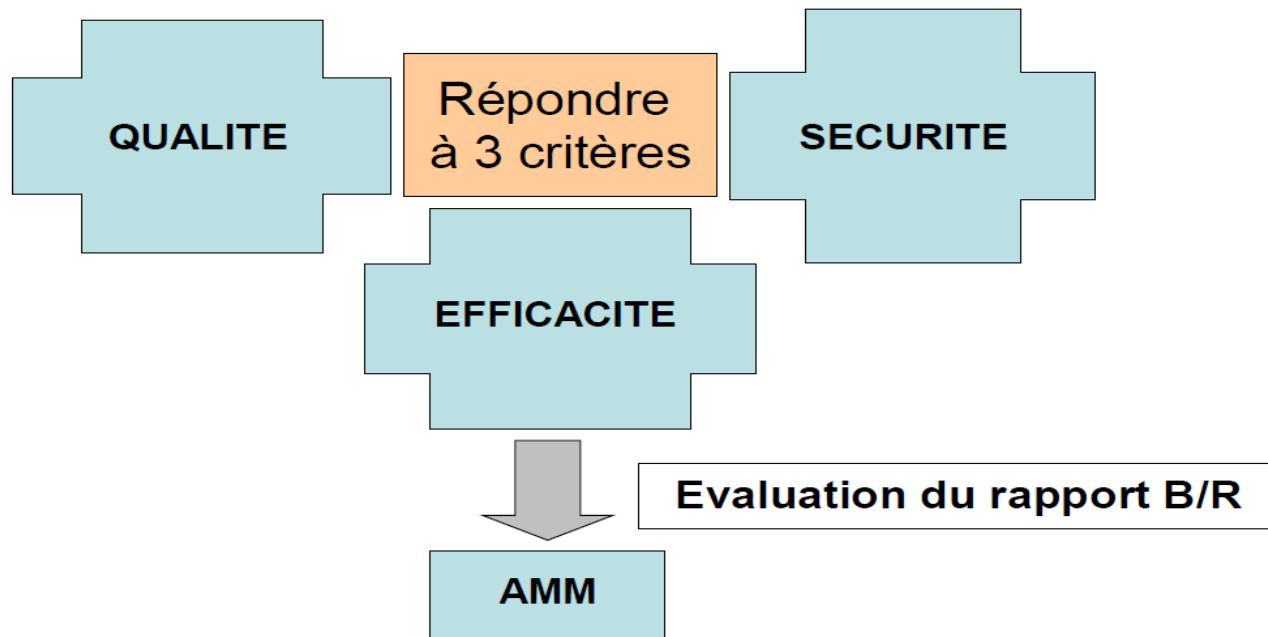 QUALITE
Répondre
à 3 critères
SECURITE
EFFICACITE
Evaluation du rapport B/R
AMM